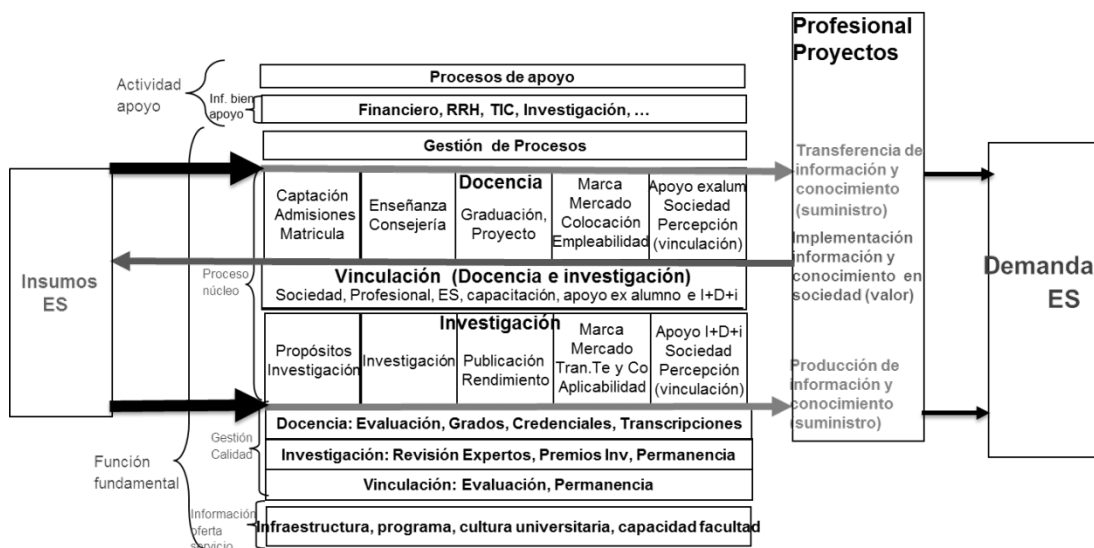 Profesional
Proyectos
Actividad
apoyo
Inf. bien
apoyo
Procesos de apoyo
Financiero, RRH, TIC, Investigación, ...
Gestión de Procesos
Docencia
Captación
Admisiones
Matricula
Enseñanza
Consejería
Graduación,
Proyecto
Marca
Mercado
Colocación
Empleabilidad
Apoyo exalum
Sociedad
Percepción
(vinculación)
Transferencia de
información y
conocimiento
(suministro)
Implementación
información y
conocimiento en
sociedad (valor)
Insumos
ES
Proceso
núcleo
Vinculación (Docencia e investigación)
Sociedad, Profesional, ES, capacitación, apoyo ex alumno e I+D+i
Demanda
ES
Investigación
Propósitos
Investigación
Investigación
Publicación
Rendimiento
Marca
Mercado
Tran.Te y Co
Aplicabilidad
Apoyo I+D+i
Sociedad
Percepción
(vinculación)
Producción de
información y
conocimiento
(suministro)
Función
fundamental
Gestión
Calidad
Docencia: Evaluación, Grados, Credenciales, Transcripciones
Investigación: Revisión Expertos, Premios Inv, Permanencia
Vinculación: Evaluación, Permanencia
Información
oferta
servicio
Infraestructura, programa, cultura universitaria, capacidad facultad